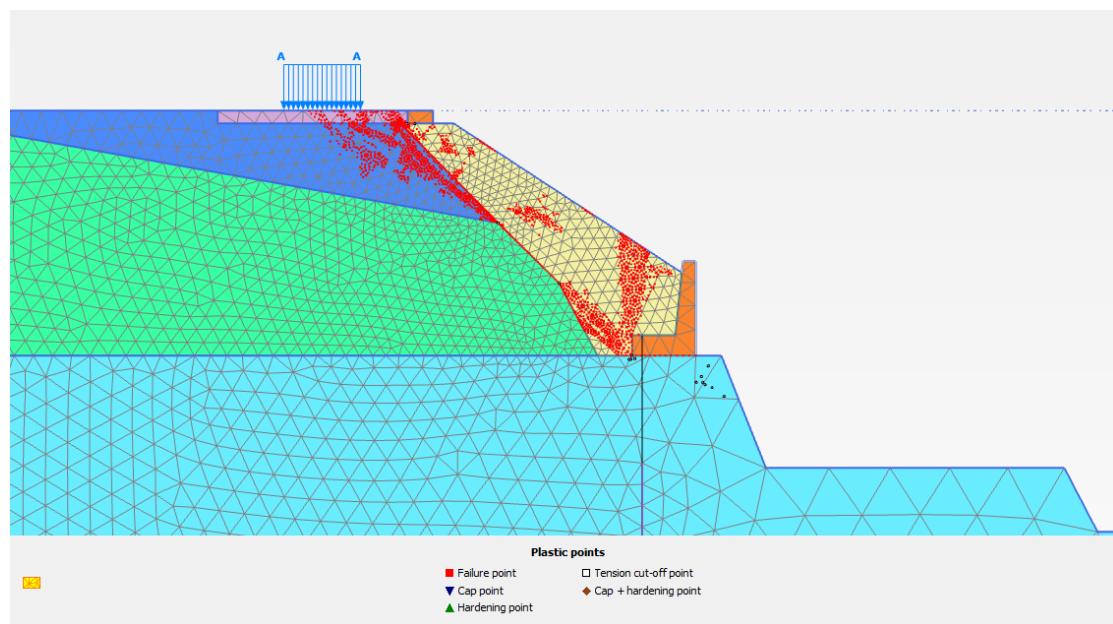 A A
Plastic points
Failure point Tension cut-off point
Cap point Cap + hardening point
Hardening point